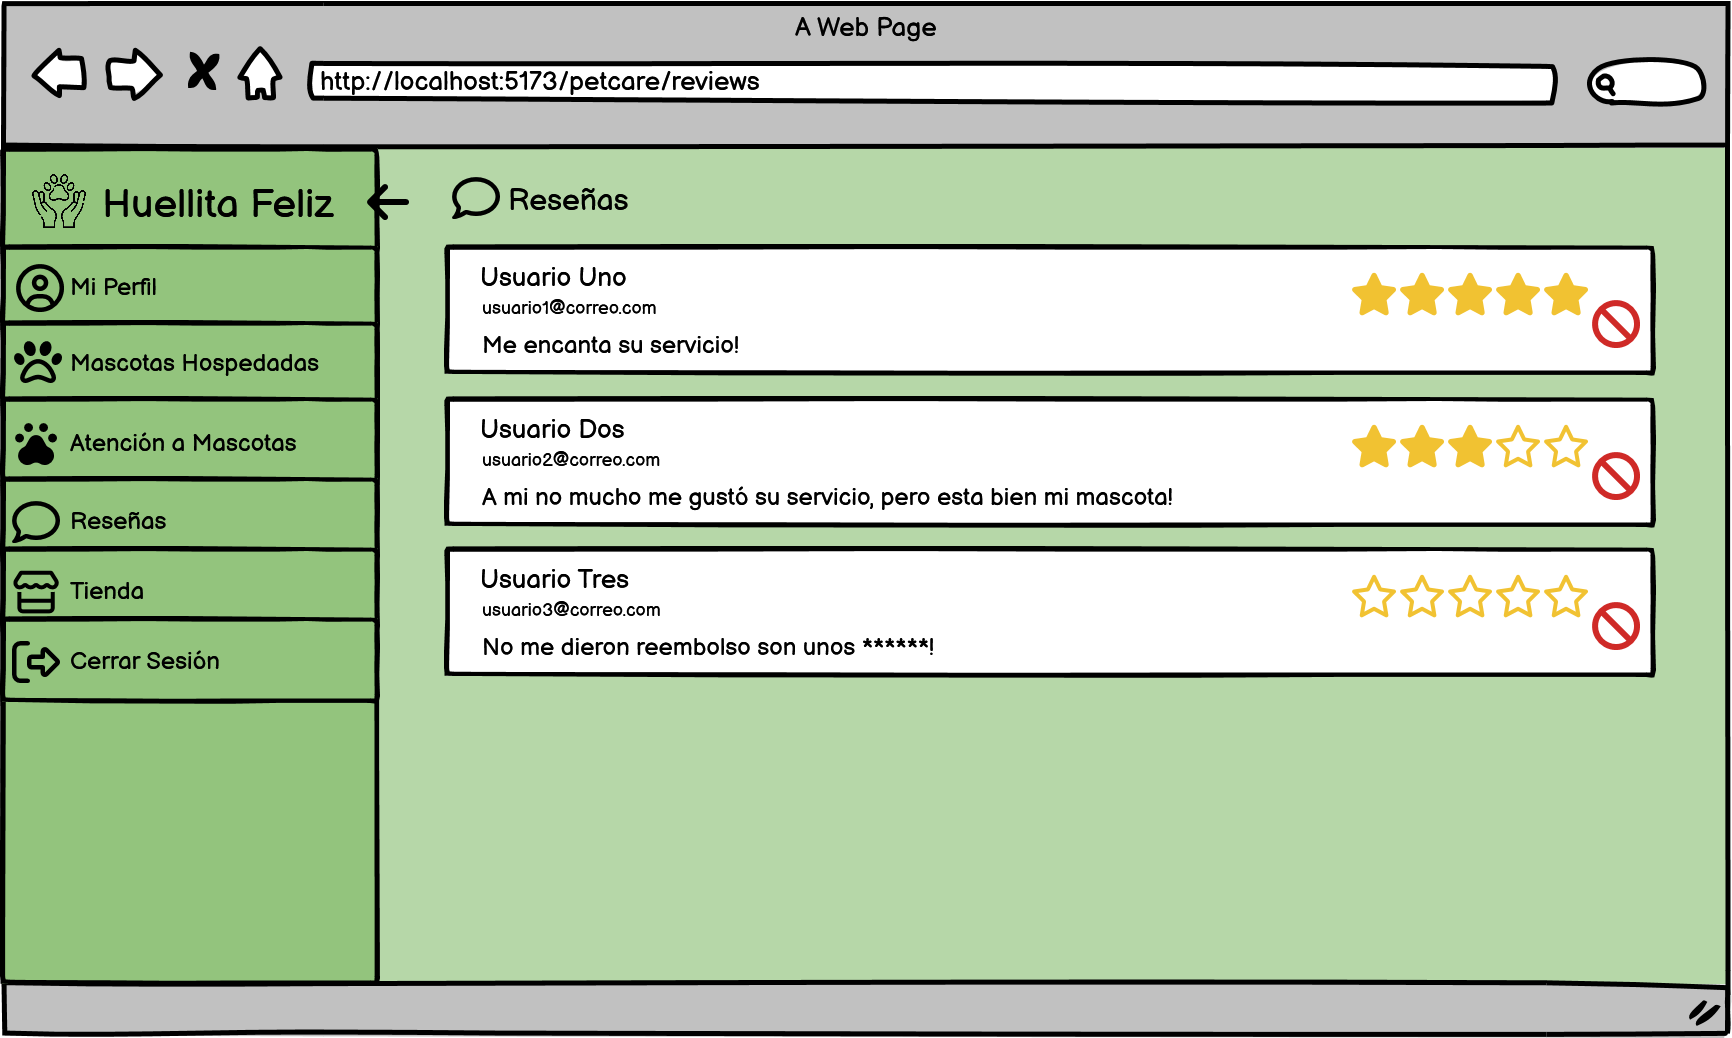 A Web Page
http://localhost:5173/petcare/reviews
Huellita Feliz
Mi Perfil
Mascotas Hospedadas
Atención a Mascotas
Reseñas
Tienda
Cerrar Sesión
Reseñas
Usuario Uno
usuario1@correo.com
Me encanta su servicio!
Usuario Dos
usuario2@correo.com
A mi no mucho me gustó su servicio, pero esta bien mi mascota!
Usuario Tres
usuario3@correo.com
No me dieron reembolso son unos ******!